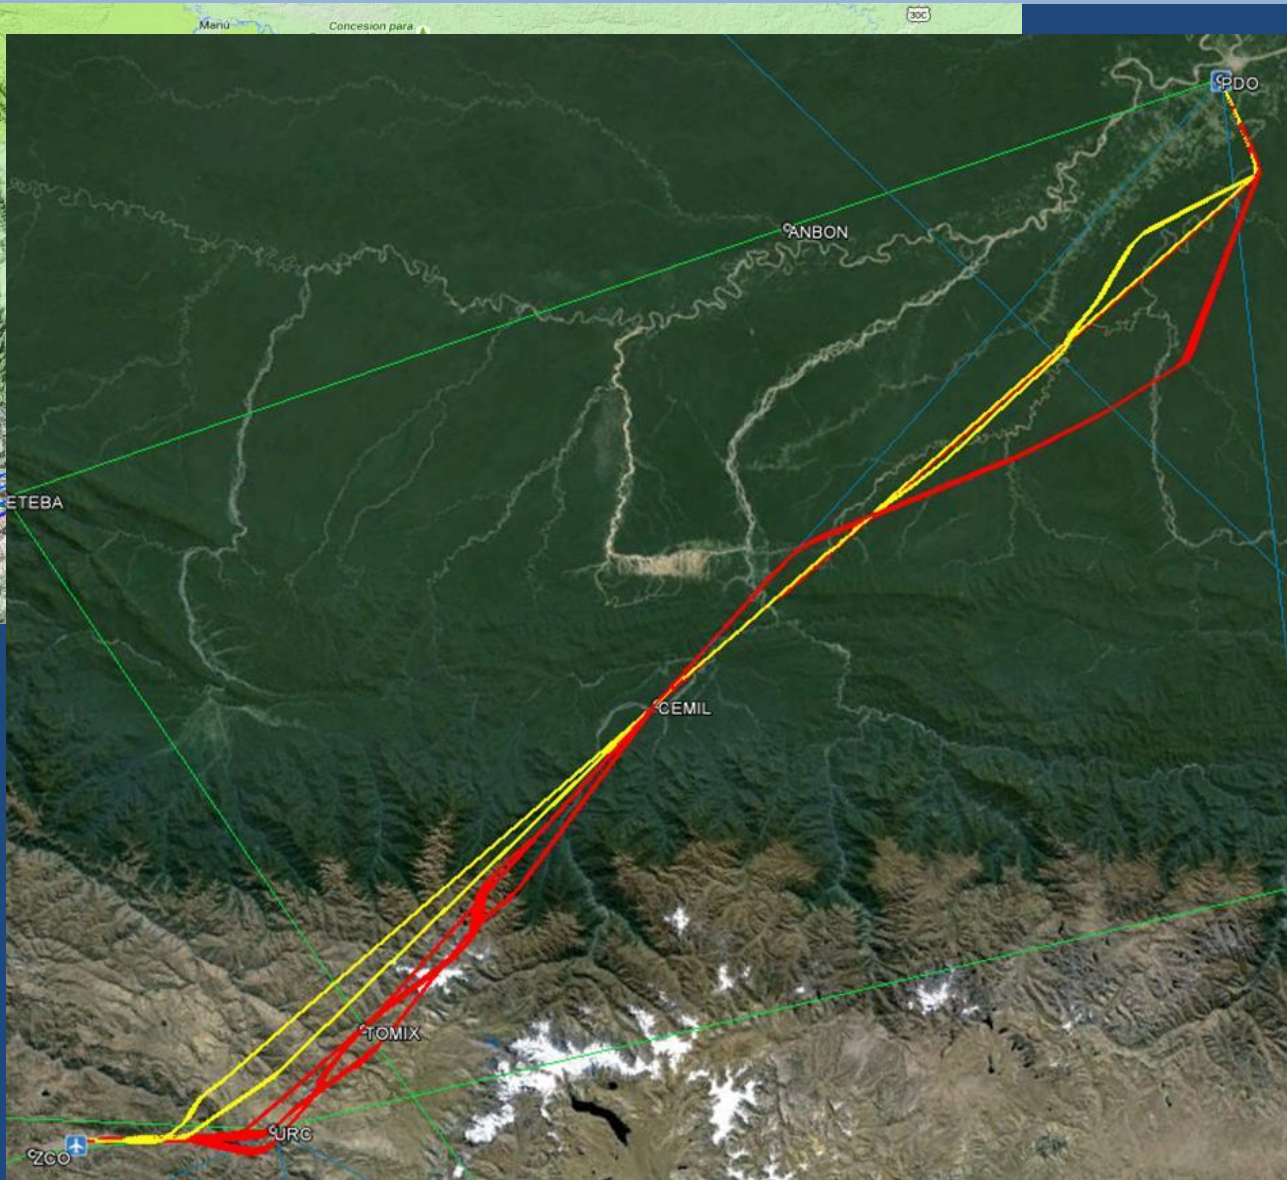 Manú
Concesion para
30C
PDO
ANBON
ETEBA
CEMIL
TOMIX
URC
ZCO